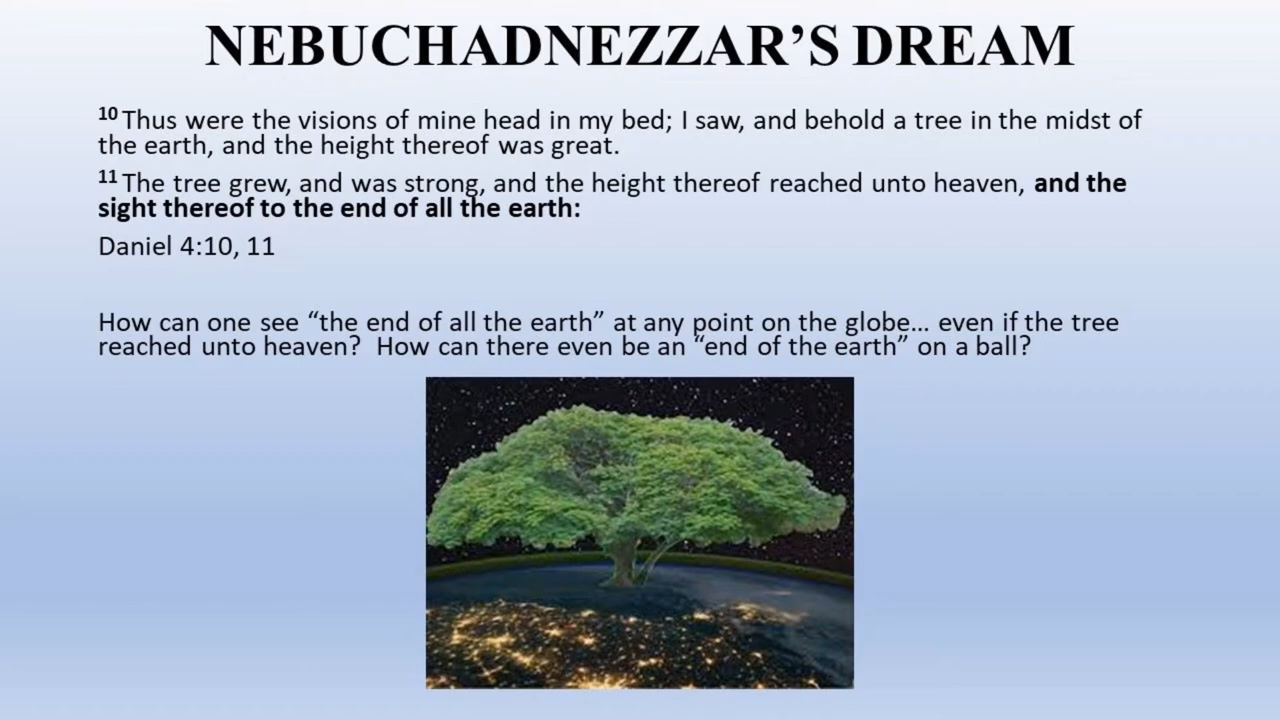 NEBUCHADNEZZAR’S DREAM
10 Thus were the visions of mine head in my bed; I saw, and behold a tree in the midst of
the earth, and the height thereof was great.
11 The tree grew, and was strong, and the height thereof reached unto heaven, and the
sight thereof to the end of all the earth:
Daniel 4:10, 11
How can one see “the end of all the earth” at any point on the globe... even if the tree
reached unto heaven? How can there even be an “end of the earth” on a ball?